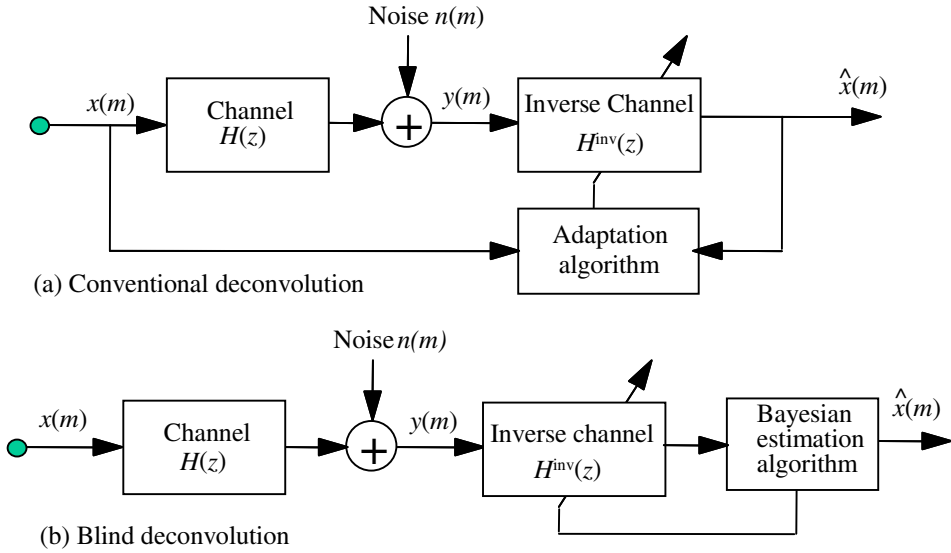 Noise n(m)
x(m)
Channel
H(z)
+
y(m)
Inverse Channel
H^inv(z)
x̂(m)
Adaptation
algorithm
(a) Conventional deconvolution
Noise n(m)
x(m)
Channel
H(z)
+
y(m)
Inverse channel
H^inv(z)
Bayesian
estimation
algorithm
x̂(m)
(b) Blind deconvolution